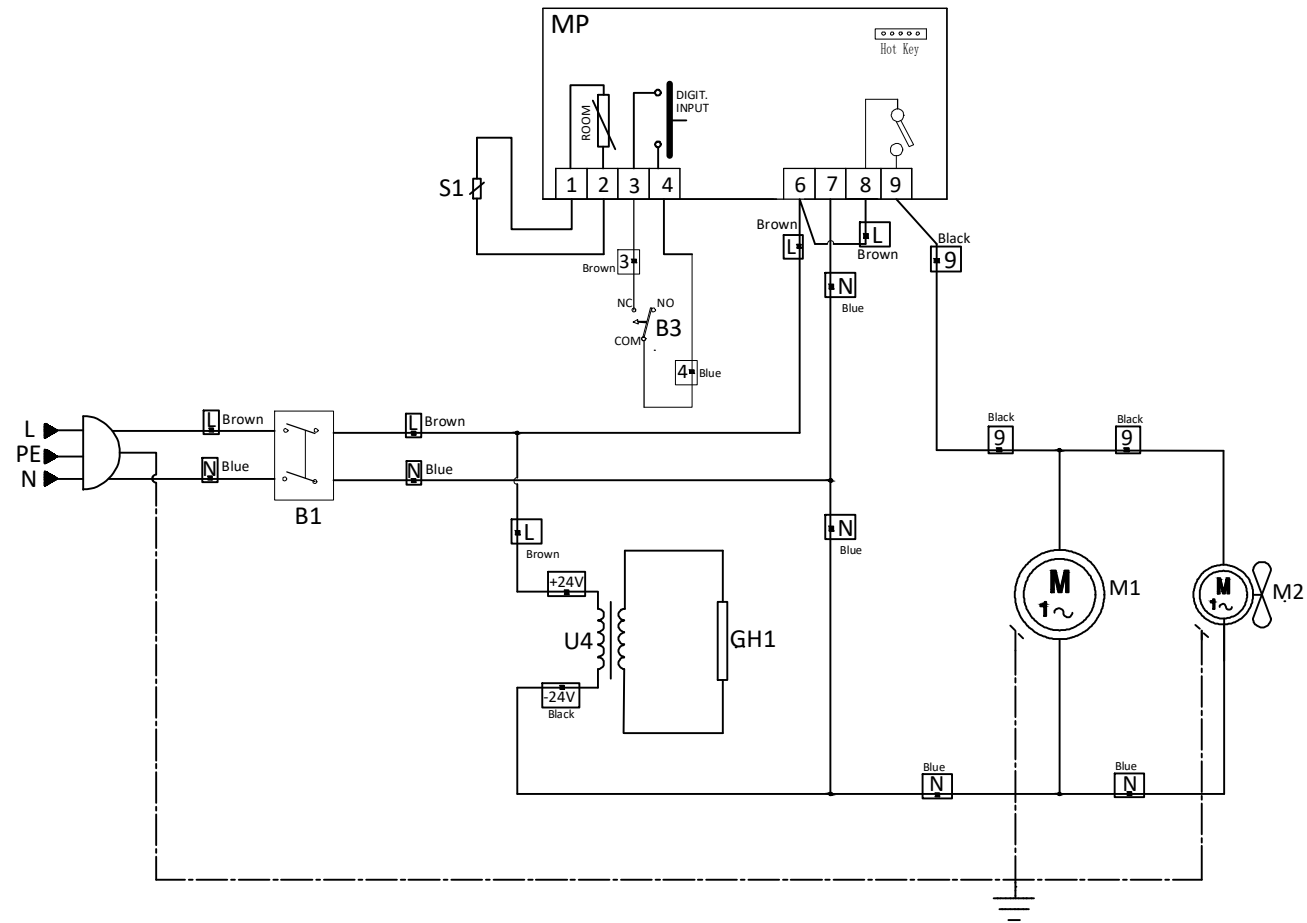 MP
Hot Key
ROOM
DIGIT.
INPUT
S1
1 2 3 4
6 7 8 9
Brown
L
L
Brown
Black
9
Brown
3
N
Blue
NC
NO
B3
COM
4
Blue
L
PE
N
L
Brown
L
Brown
N
Blue
N
Blue
B1
Black
9
Black
9
L
Brown
N
Blue
+24V
U4
GH1
-24V
Black
M
1~
M1
M
1~
M2
Blue
N
Blue
N